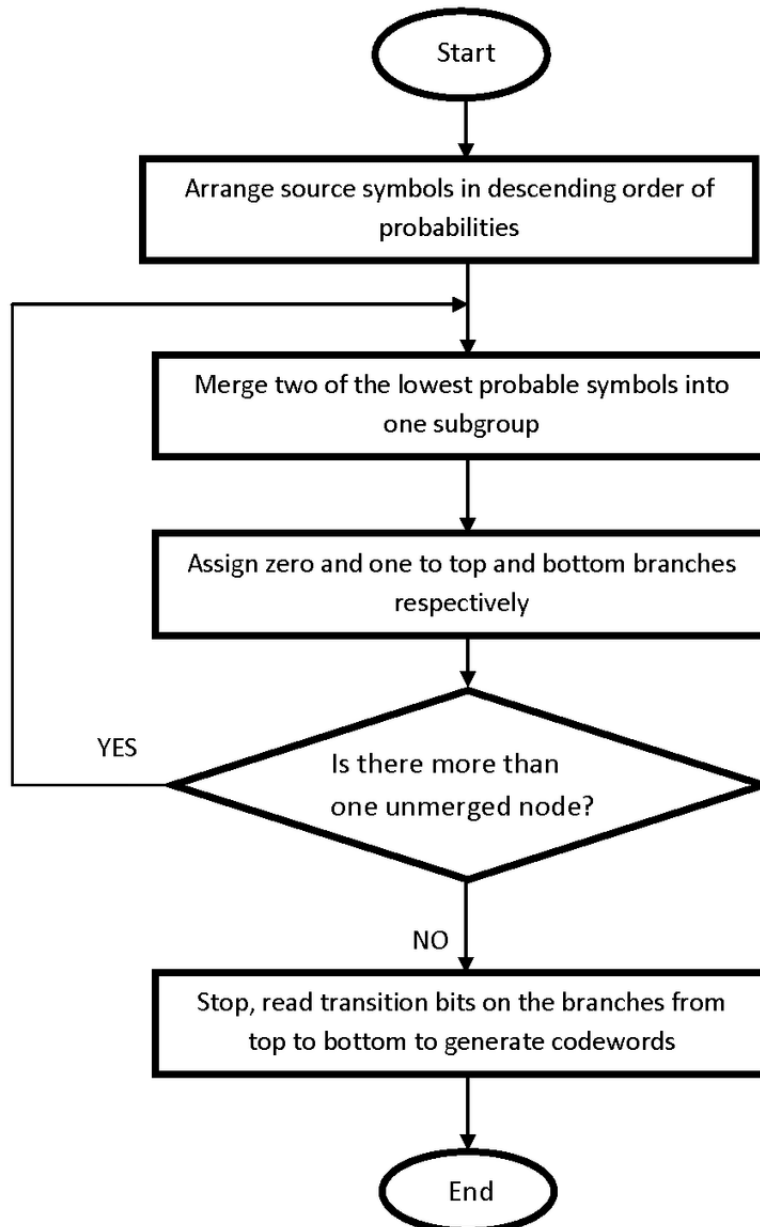 Start
Arrange source symbols in descending order of
probabilities
Merge two of the lowest probable symbols into
one subgroup
Assign zero and one to top and bottom branches
respectively
YES
Is there more than
one unmerged node?
NO
Stop, read transition bits on the branches from
top to bottom to generate codewords
End